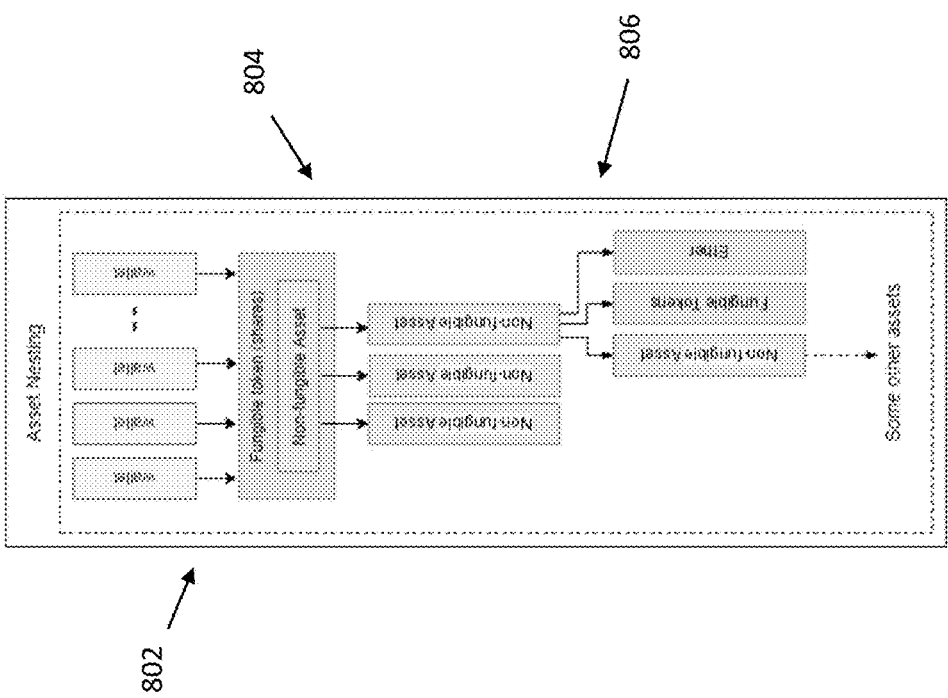 Asset Nesting
wallet
wallet
wallet
wallet
Fungible token (shares)
Non-fungible Asset
Non-fungible Asset
Non-fungible Asset
Non-fungible Asset
Non-fungible Asset
Fungible Tokens
Ether
Some other assets
802
804
806